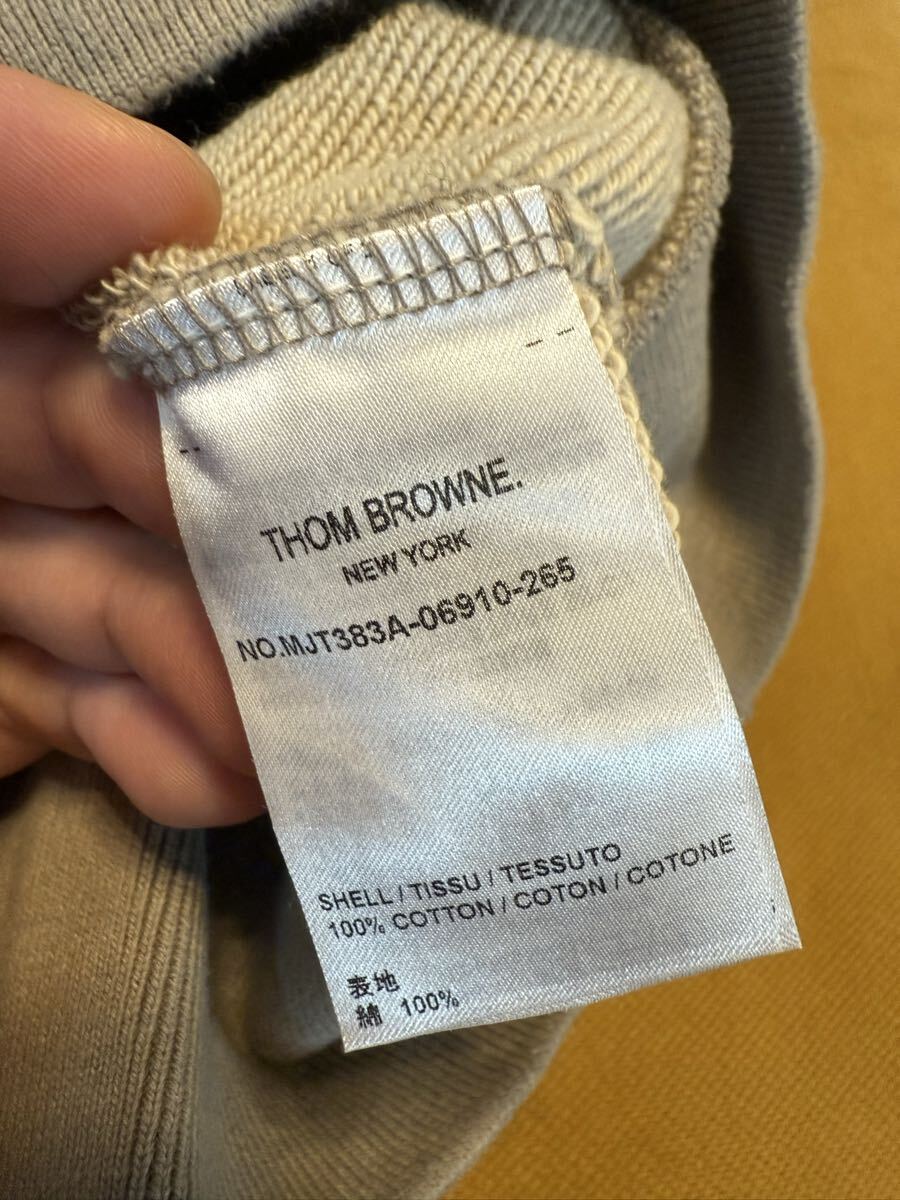 THOM BROWNE.
NEW YORK
NO.MJT383A-06910-265
SHELL / TISSU / TESSUTO
100% COTTON / COTON / COTONE
表地
綿 100%